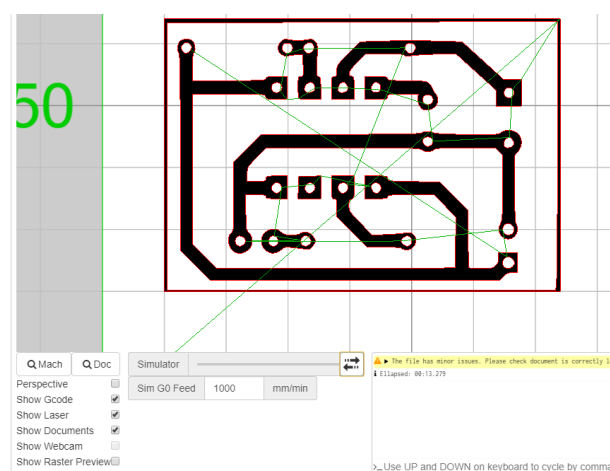 50
Mach Doc
Simulator
Perspective
Sim G0 Feed 1000 mm/min
Show Gcode
Show Laser
Show Documents
Show Webcam
Show Raster Preview
▸ The file has minor issues. Please check document is correctly l
Ellapsed: 00:13.279
>_Use UP and DOWN on keyboard to cycle by comma